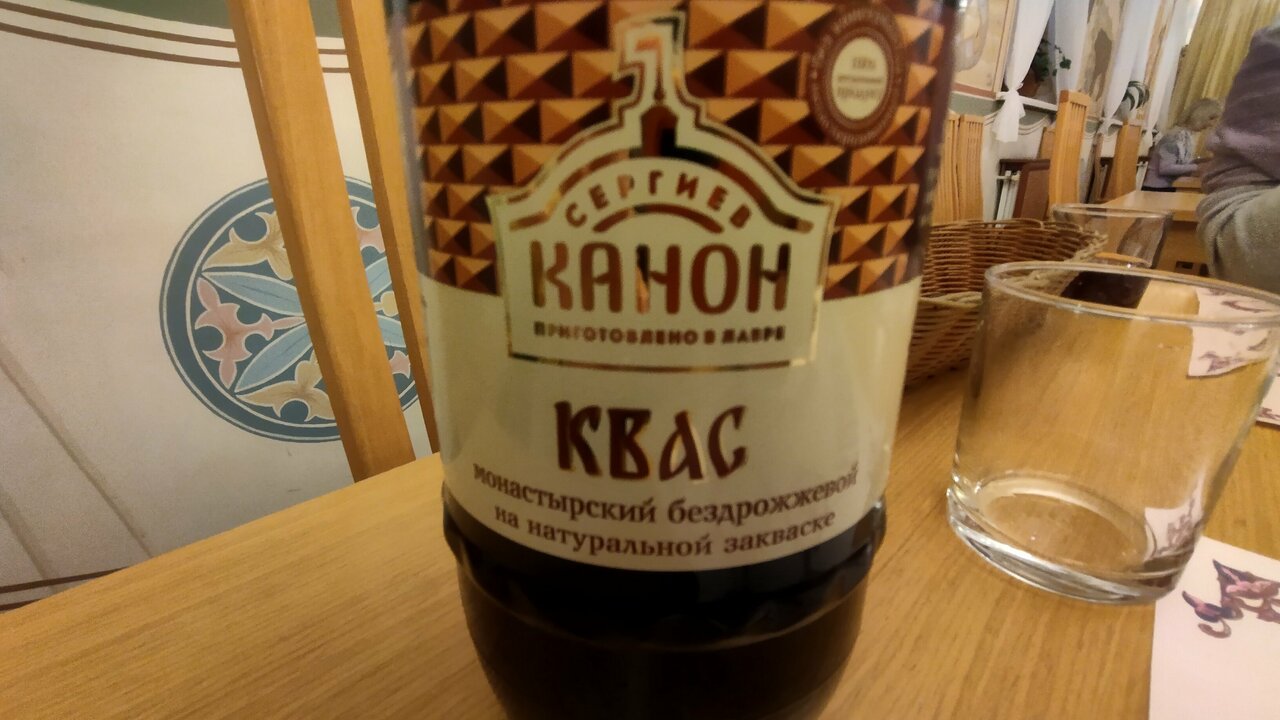 СЕРГИЕВ
КАНОН
ПРИГОТОВЛЕНО В ЛАВРЕ
КВАС
монастырский бездрожжевой
на натуральной закваске